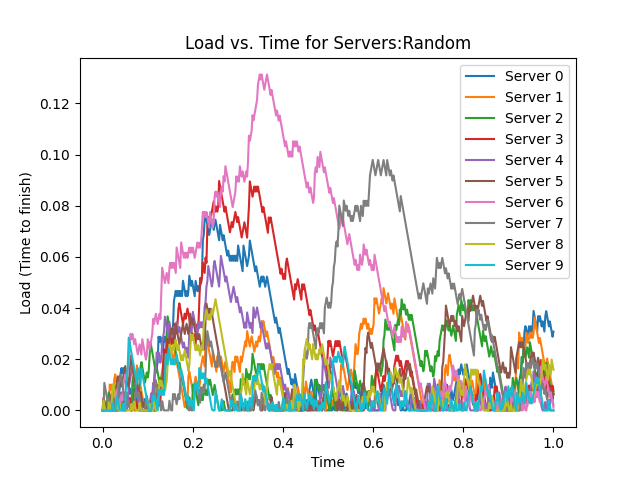 Load vs. Time for Servers:Random
Load (Time to finish)
0.12
0.10
0.08
0.06
0.04
0.02
0.00
Server 0
Server 1
Server 2
Server 3
Server 4
Server 5
Server 6
Server 7
Server 8
Server 9
0.0 0.2 0.4 0.6 0.8 1.0
Time